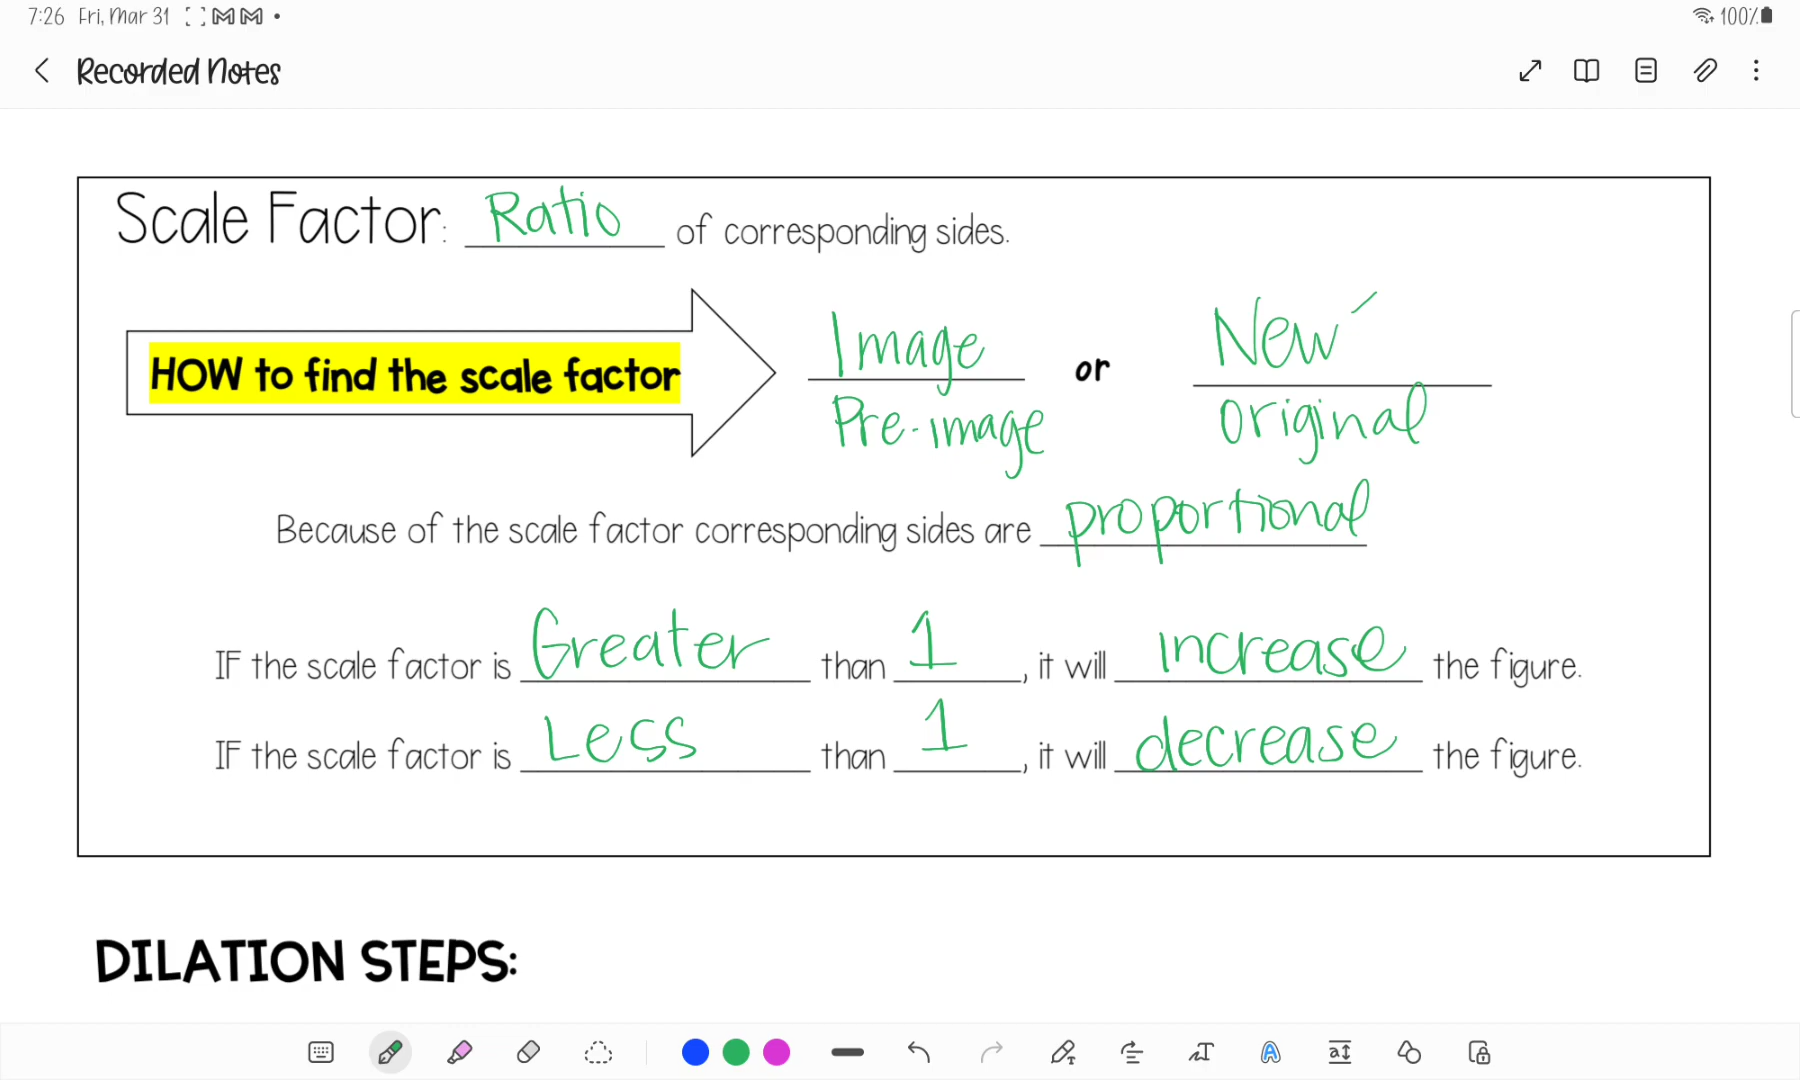 7:26 Fri, Mar 31
100%
Recorded Notes
Scale Factor: Ratio of corresponding sides.
HOW to find the scale factor
Image
Pre-image
or
New ′
original
Because of the scale factor corresponding sides are proportional
IF the scale factor is Greater than 1, it will increase the figure.
IF the scale factor is Less than 1, it will decrease the figure.
DILATION STEPS: